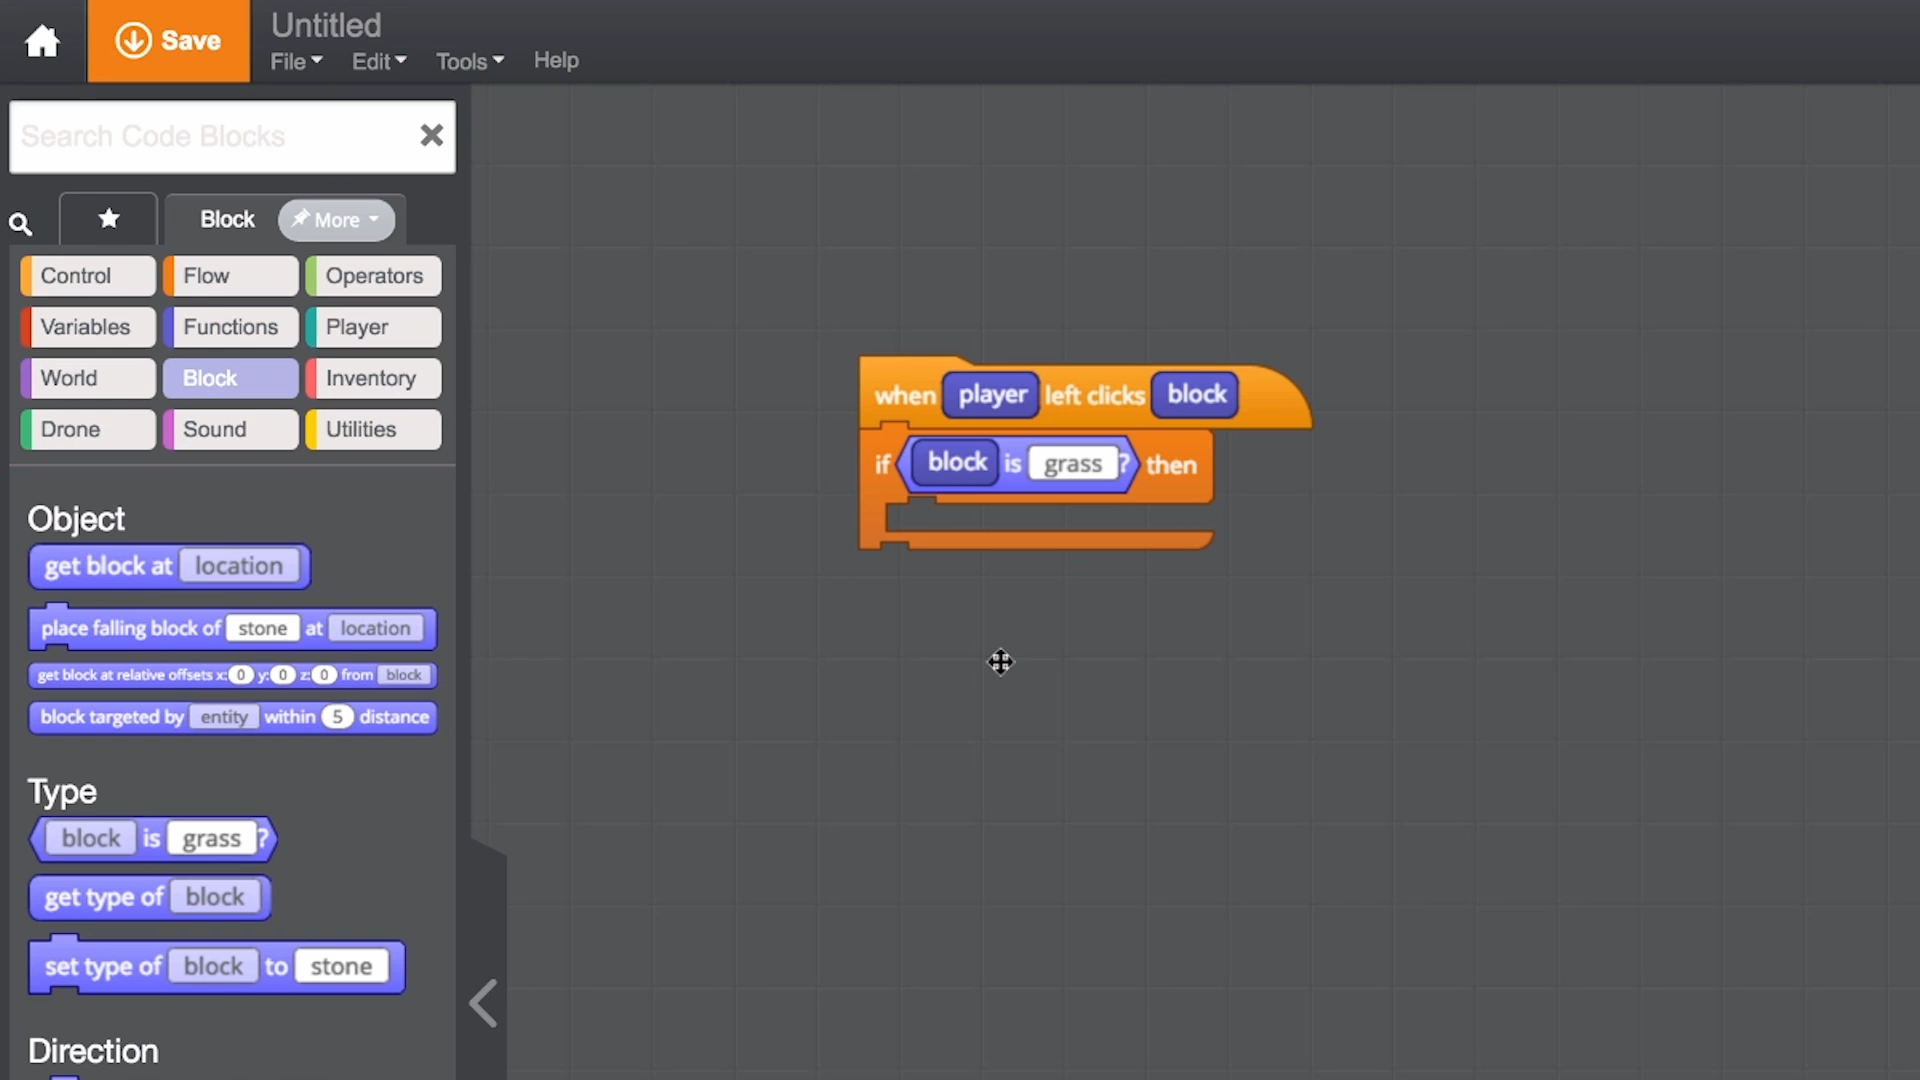 Untitled
Save
File Edit Tools Help
Search Code Blocks
Block More
Control Flow Operators
Variables Functions Player
World Block Inventory
Drone Sound Utilities
Object
get block at location
place falling block of stone at location
get block at relative offsets x: 0 y: 0 z: 0 from block
block targeted by entity within 5 distance
Type
block is grass ?
get type of block
set type of block to stone
Direction
when player left clicks block
if block is grass ? then